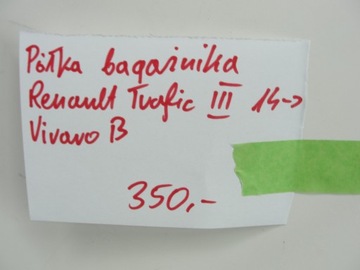 Półka bagażnika
Renault Trafic III 14->
Vivaro B
350,-